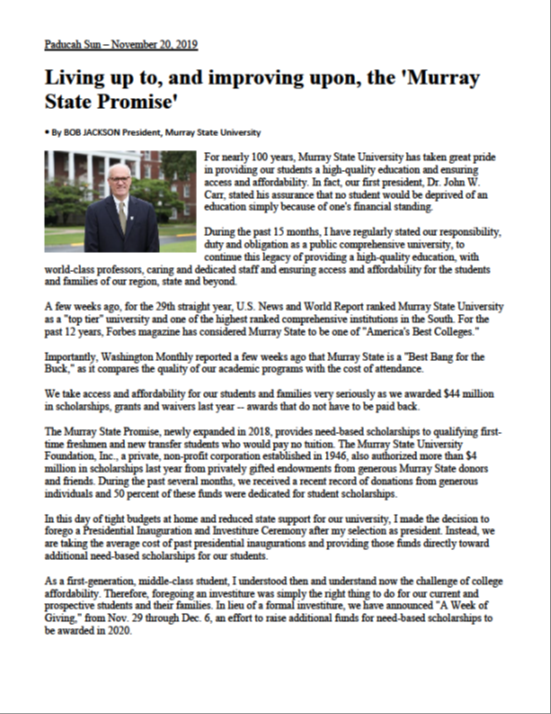 Paducah Sun – November 20, 2019
Living up to, and improving upon, the 'Murray
State Promise'
• By BOB JACKSON President, Murray State University
For nearly 100 years, Murray State University has taken great pride
in providing our students a high-quality education and ensuring
access and affordability. In fact, our first president, Dr. John W.
Carr, stated his assurance that no student would be deprived of an
education simply because of one's financial standing.
During the past 15 months, I have regularly stated our responsibility,
duty and obligation as a public comprehensive university, to
continue this legacy of providing a high-quality education, with
world-class professors, caring and dedicated staff and ensuring access and affordability for the students
and families of our region, state and beyond.
A few weeks ago, for the 29th straight year, U.S. News and World Report ranked Murray State University
as a "top tier" university and one of the highest ranked comprehensive institutions in the South. For the
past 12 years, Forbes magazine has considered Murray State to be one of "America's Best Colleges."
Importantly, Washington Monthly reported a few weeks ago that Murray State is a "Best Bang for the
Buck," as it compares the quality of our academic programs with the cost of attendance.
We take access and affordability for our students and families very seriously as we awarded $44 million
in scholarships, grants and waivers last year -- awards that do not have to be paid back.
The Murray State Promise, newly expanded in 2018, provides need-based scholarships to qualifying first-
time freshmen and new transfer students who would pay no tuition. The Murray State University
Foundation, Inc., a private, non-profit corporation established in 1946, also authorized more than $4
million in scholarships last year from privately gifted endowments from generous Murray State donors
and friends. During the past several months, we received a recent record of donations from generous
individuals and 50 percent of these funds were dedicated for student scholarships.
In this day of tight budgets at home and reduced state support for our university, I made the decision to
forego a Presidential Inauguration and Investiture Ceremony after my selection as president. Instead, we
are taking the average cost of past presidential inaugurations and providing those funds directly toward
additional need-based scholarships for our students.
As a first-generation, middle-class student, I understood then and understand now the challenge of college
affordability. Therefore, foregoing an investiture was simply the right thing to do for our current and
prospective students and their families. In lieu of a formal investiture, we have announced "A Week of
Giving," from Nov. 29 through Dec. 6, an effort to raise additional funds for need-based scholarships to
be awarded in 2020.